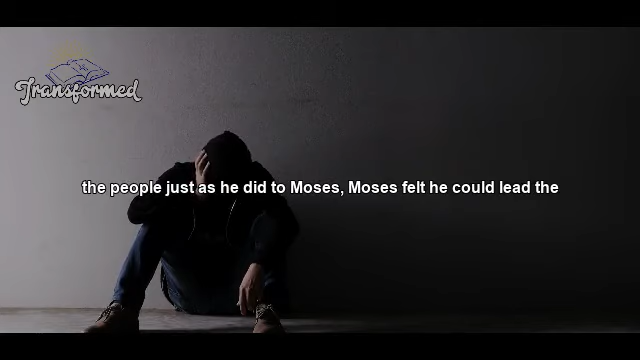 Transformed
the people just as he did to Moses, Moses felt he could lead the